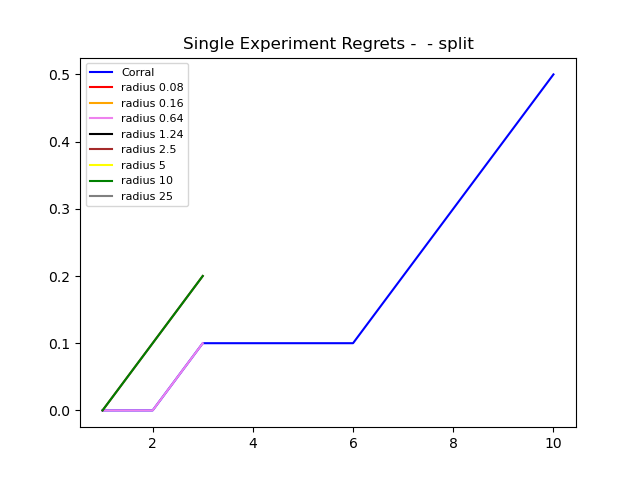 Single Experiment Regrets -  - split
0.5
0.4
0.3
0.2
0.1
0.0
Corral
radius 0.08
radius 0.16
radius 0.64
radius 1.24
radius 2.5
radius 5
radius 10
radius 25
2 4 6 8 10